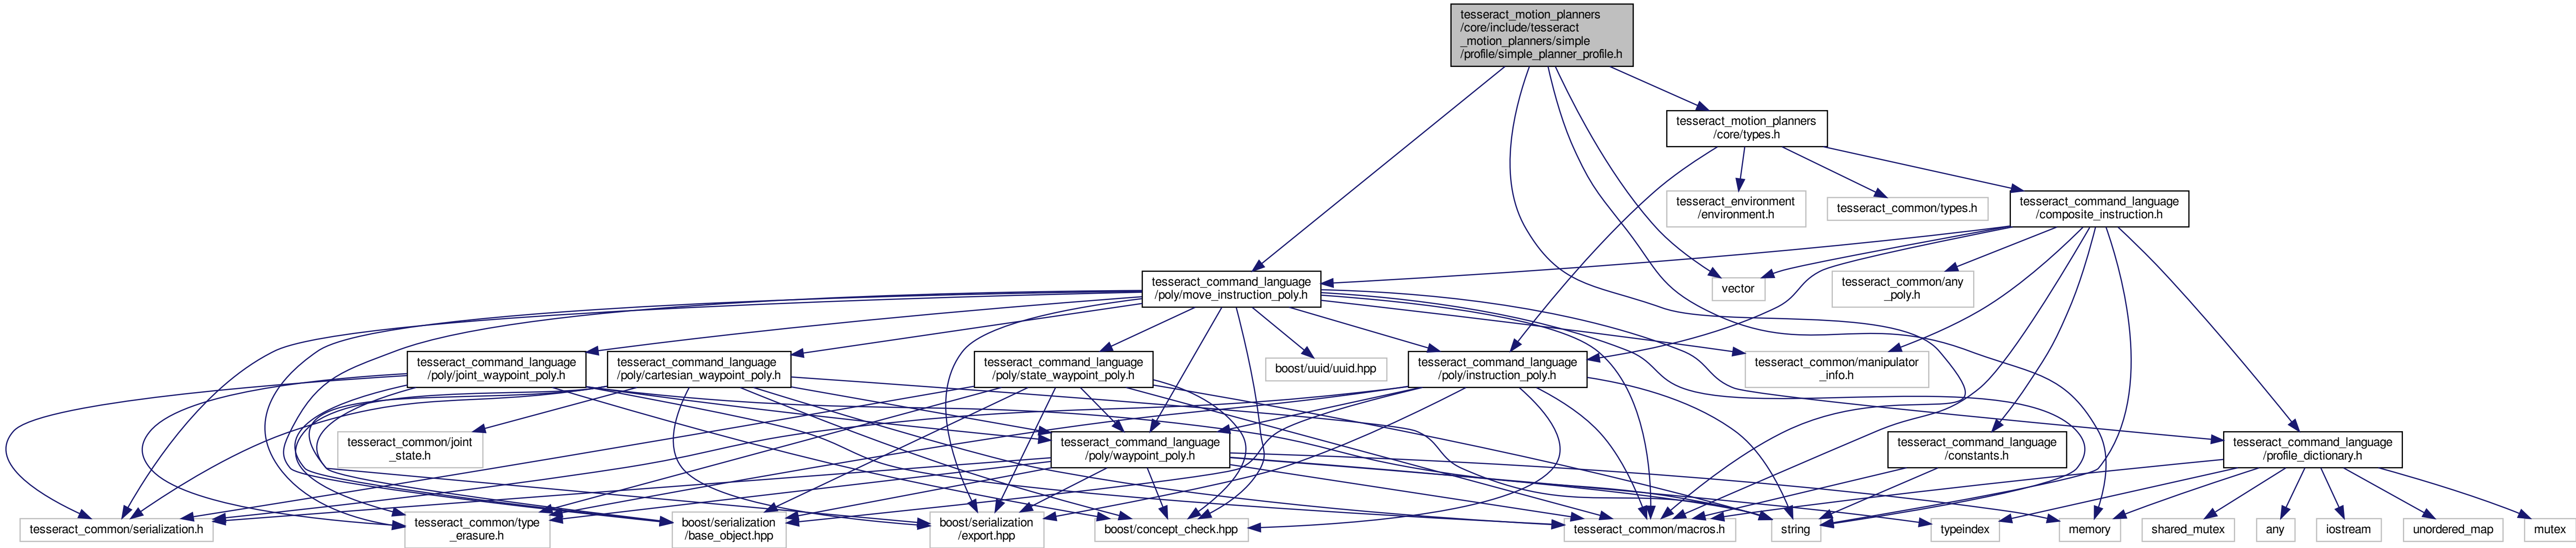 tesseract_motion_planners
/core/include/tesseract
_motion_planners/simple
/profile/simple_planner_profile.h
tesseract_motion_planners
/core/types.h
tesseract_environment
/environment.h
tesseract_common/types.h
tesseract_command_language
/composite_instruction.h
tesseract_command_language
/poly/move_instruction_poly.h
vector
tesseract_common/any
_poly.h
tesseract_command_language
/poly/joint_waypoint_poly.h
tesseract_command_language
/poly/cartesian_waypoint_poly.h
tesseract_command_language
/poly/state_waypoint_poly.h
boost/uuid/uuid.hpp
tesseract_command_language
/poly/instruction_poly.h
tesseract_common/manipulator
_info.h
tesseract_common/joint
_state.h
tesseract_command_language
/poly/waypoint_poly.h
tesseract_command_language
/constants.h
tesseract_command_language
/profile_dictionary.h
tesseract_common/serialization.h
tesseract_common/type
_erasure.h
boost/serialization
/base_object.hpp
boost/serialization
/export.hpp
boost/concept_check.hpp
tesseract_common/macros.h
string
typeindex
memory
shared_mutex
any
iostream
unordered_map
mutex